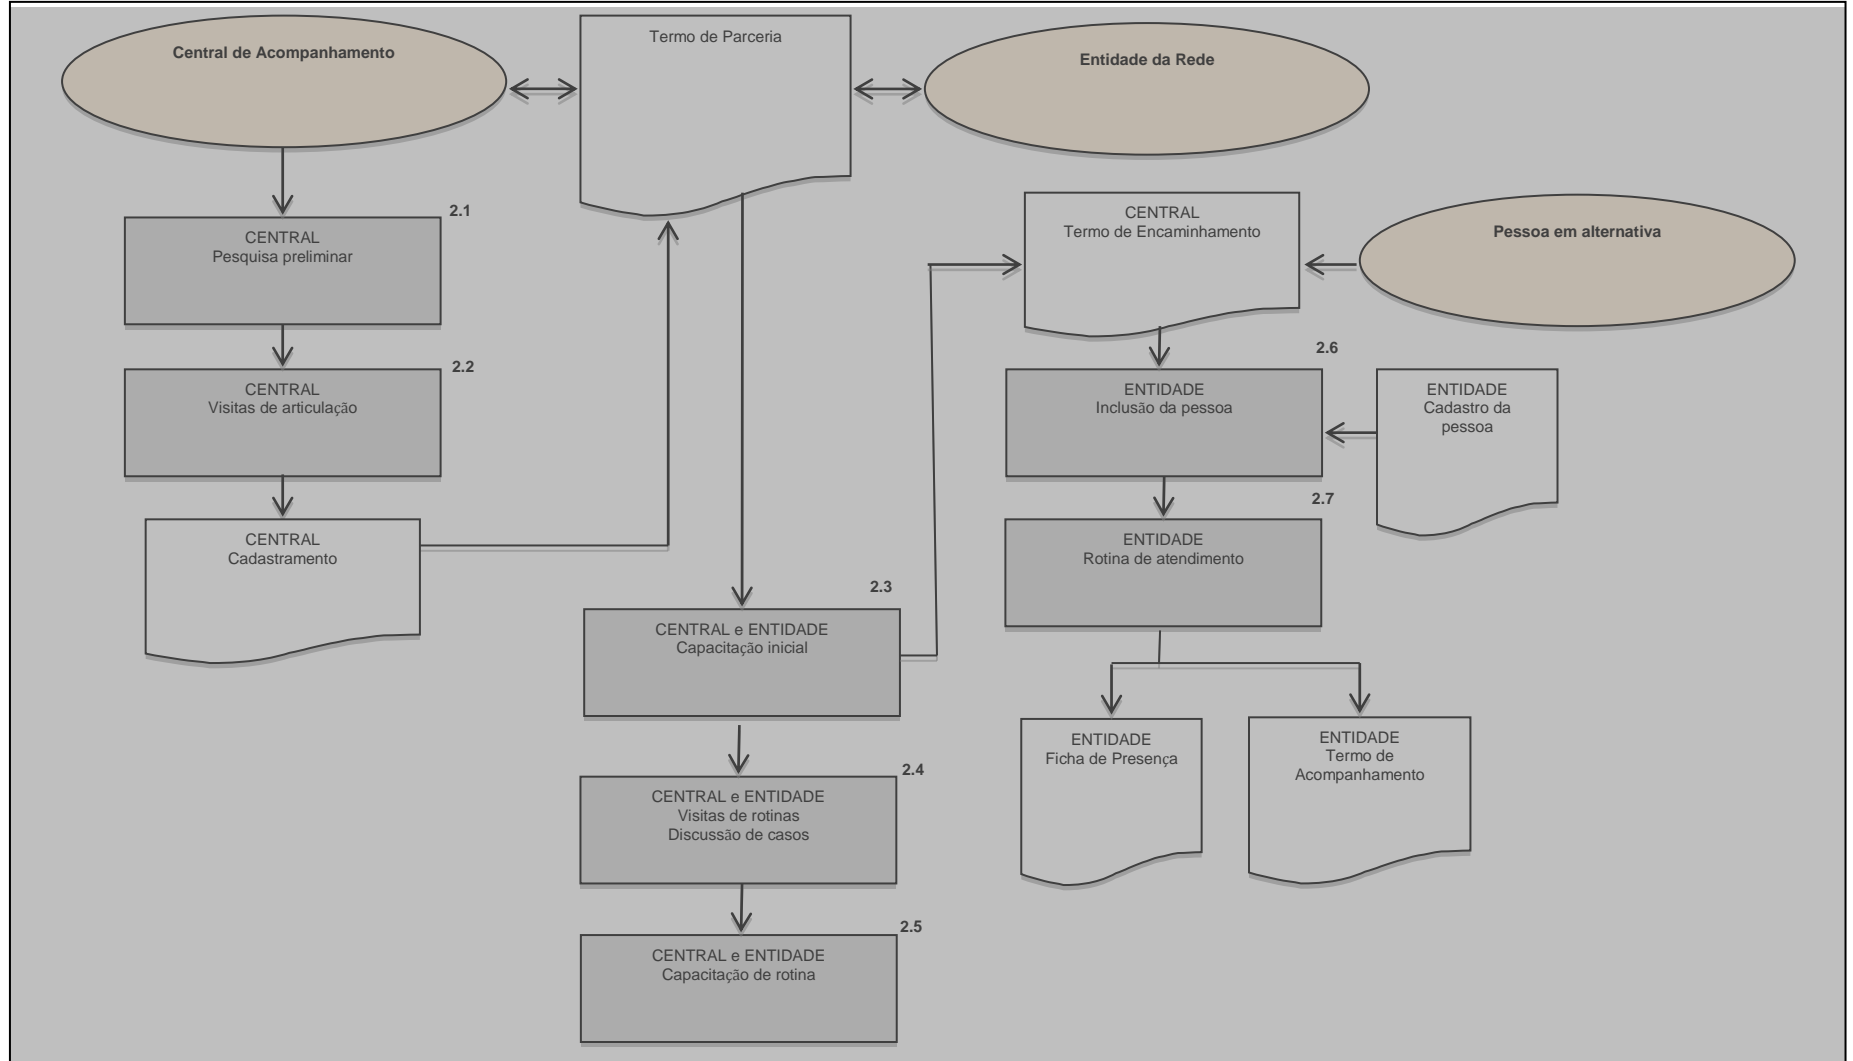 Central de Acompanhamento
Termo de Parceria
Entidade da Rede
2.1
CENTRAL
Pesquisa preliminar
2.2
CENTRAL
Visitas de articulação
CENTRAL
Cadastramento
2.3
CENTRAL e ENTIDADE
Capacitação inicial
2.4
CENTRAL e ENTIDADE
Visitas de rotinas
Discussão de casos
2.5
CENTRAL e ENTIDADE
Capacitação de rotina
CENTRAL
Termo de Encaminhamento
Pessoa em alternativa
2.6
ENTIDADE
Inclusão da pessoa
ENTIDADE
Cadastro da
pessoa
2.7
ENTIDADE
Rotina de atendimento
ENTIDADE
Ficha de Presença
ENTIDADE
Termo de
Acompanhamento